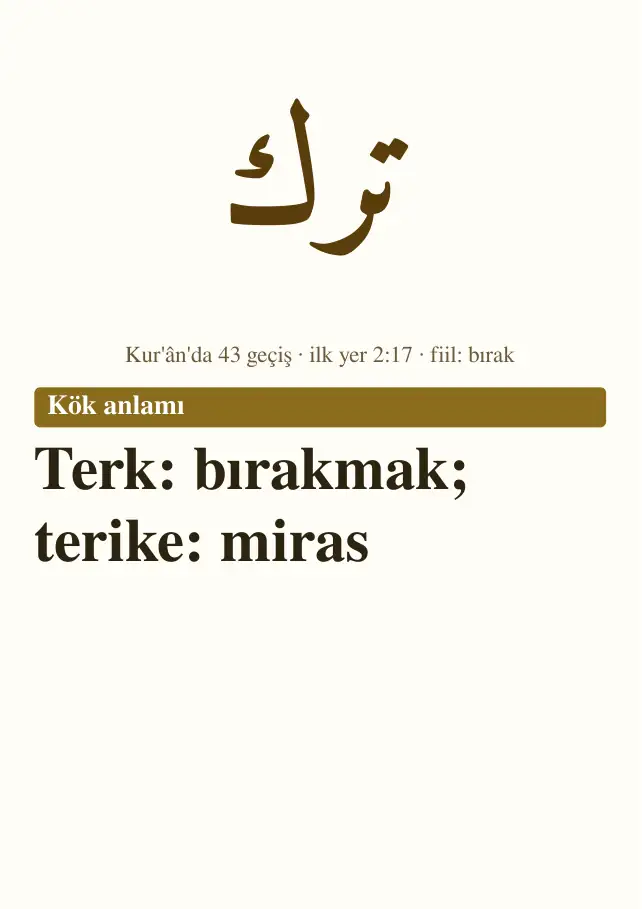 ترك
Kur'ân'da 43 geçiş · ilk yer 2:17 · fiil: bırak
Kök anlamı
Terk: bırakmak;
terike: miras